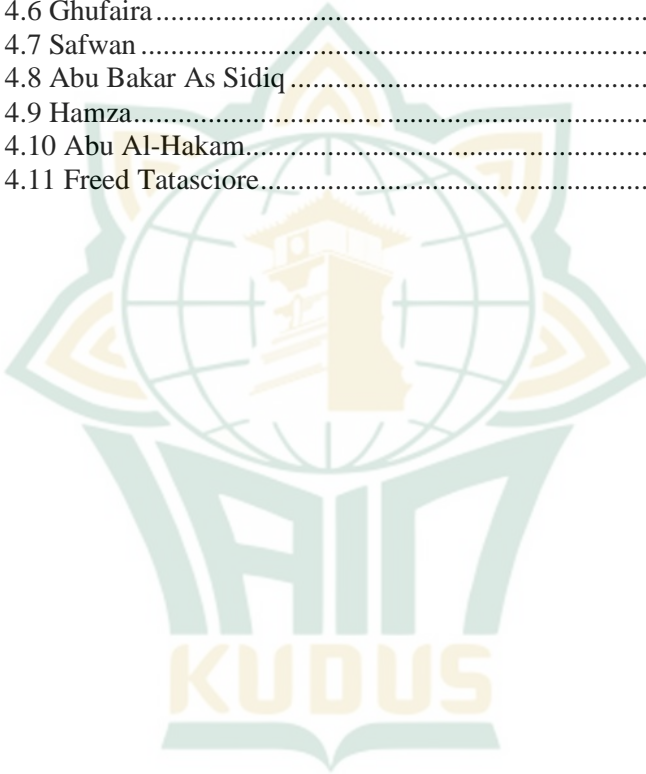 4.6 Ghufaira....................................................................
4.7 Safwan ......................................................................
4.8 Abu Bakar As Sidiq ...................................................
4.9 Hamza........................................................................
4.10 Abu Al-Hakam.........................................................
4.11 Freed Tatasciore.......................................................
IAIN
KUDUS